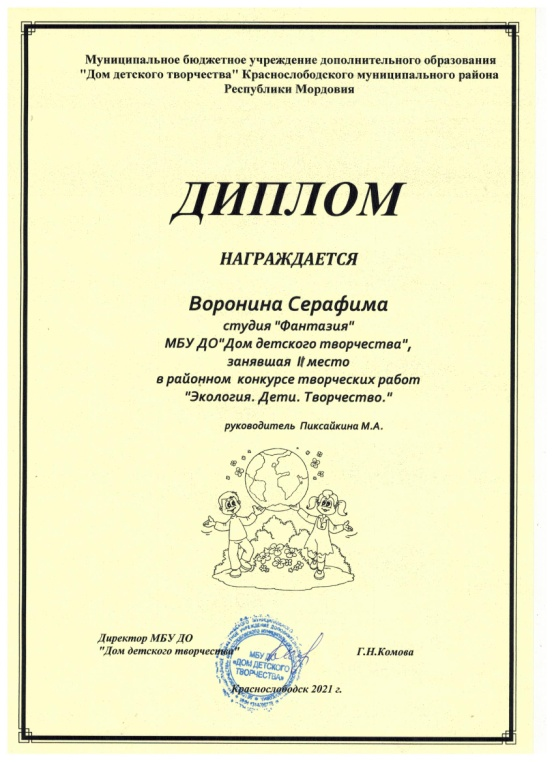 Муниципальное бюджетное учреждение дополнительного образования
"Дом детского творчества" Краснослободского муниципального района
Республики Мордовия
ДИПЛОМ
НАГРАЖДАЕТСЯ
Воронина Серафима
студия "Фантазия"
МБУ ДО"Дом детского творчества",
занявшая II место
в районном конкурсе творческих работ
"Экология. Дети. Творчество."
руководитель Пиксайкина М.А.
Директор МБУ ДО
"Дом детского творчества"
Г.Н.Комова
МБУ ДО
«ДОМ ДЕТСКОГО
ТВОРЧЕСТВА»
Краснослободск 2021 г.